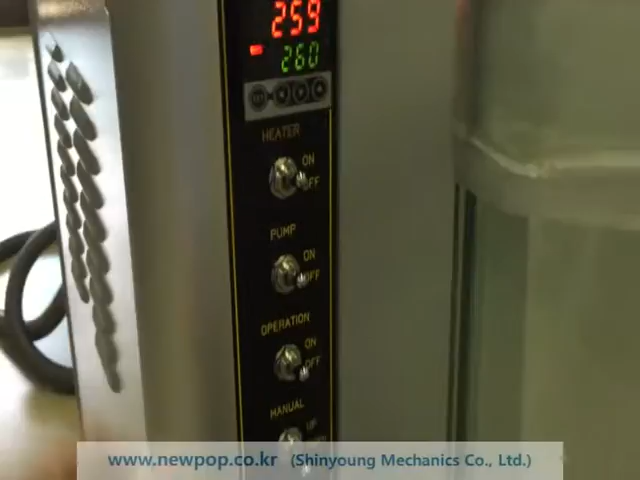 259
260
HEATER
ON
OFF
PUMP
ON
OFF
OPERATION
ON
OFF
MANUAL
UP
www.newpop.co.kr (Shinyoung Mechanics Co., Ltd.)